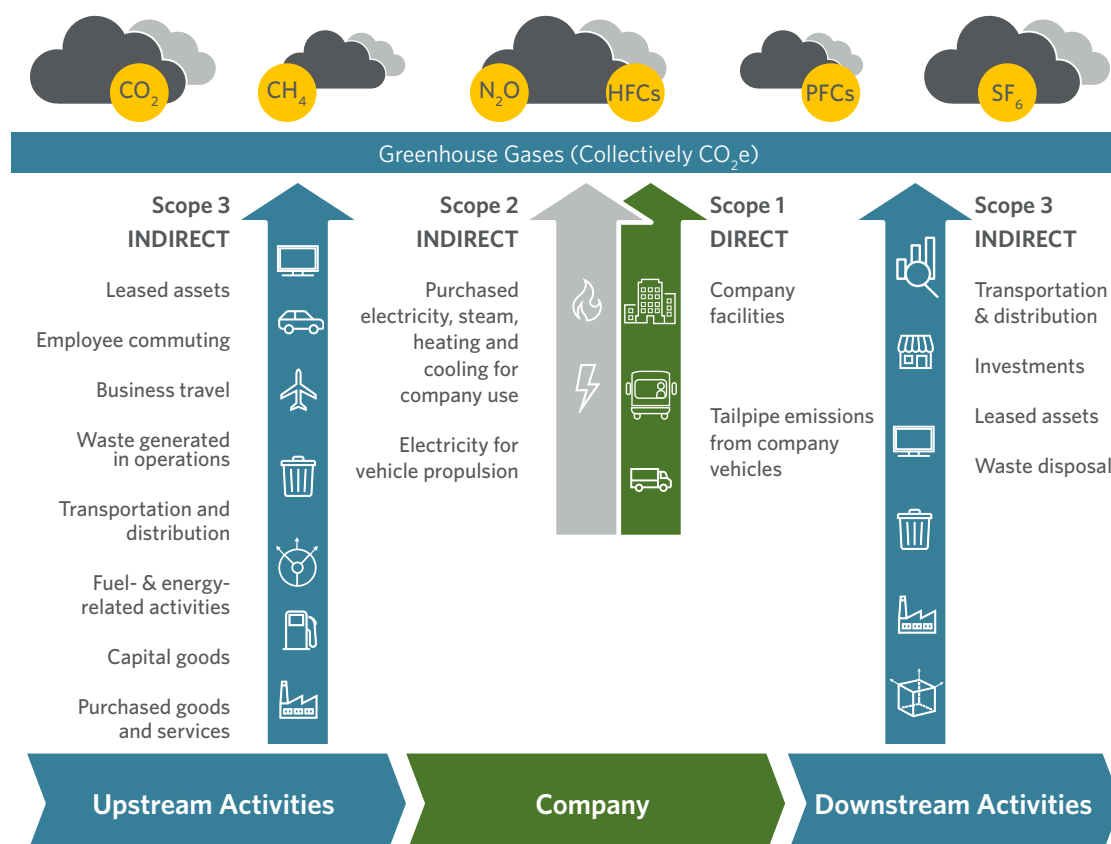 CO₂
CH₄
N₂O
HFCs
PFCs
SF₆
Greenhouse Gases (Collectively CO₂e)
Scope 3
INDIRECT
Leased assets
Employee commuting
Business travel
Waste generated
in operations
Transportation and
distribution
Fuel- & energy-
related activities
Capital goods
Purchased goods
and services
Scope 2
INDIRECT
Purchased
electricity, steam,
heating and
cooling for
company use
Electricity for
vehicle propulsion
Scope 1
DIRECT
Company
facilities
Tailpipe emissions
from company
vehicles
Scope 3
INDIRECT
Transportation
& distribution
Investments
Leased assets
Waste disposal
Upstream Activities
Company
Downstream Activities